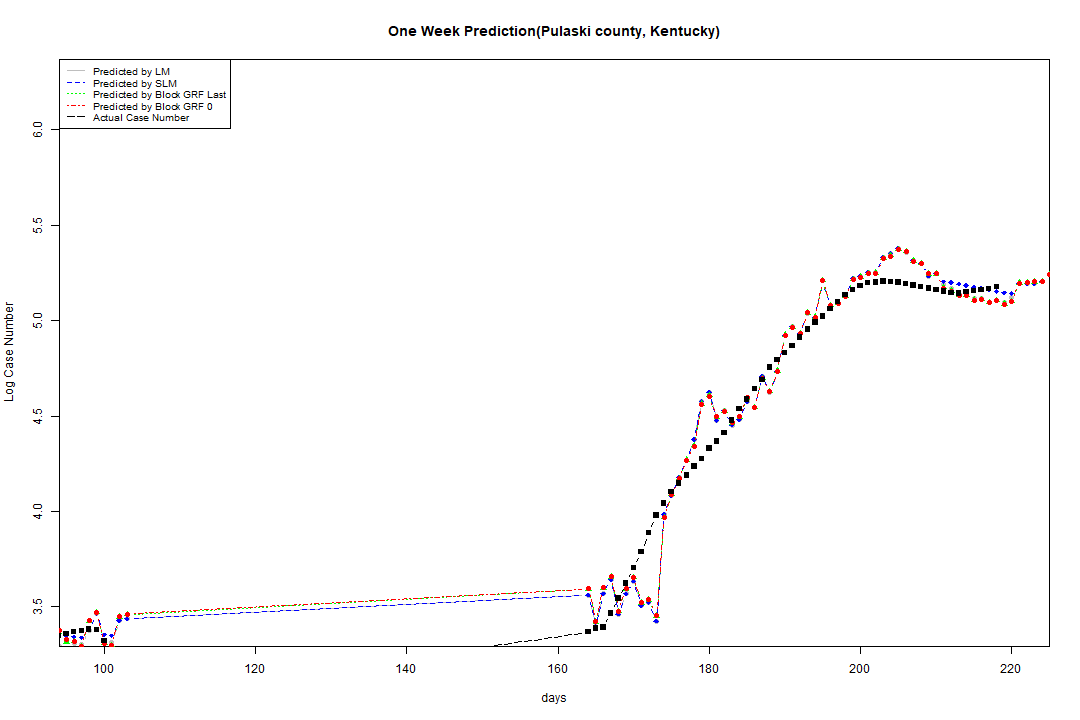 One Week Prediction(Pulaski county, Kentucky)
Predicted by LM
Predicted by SLM
Predicted by Block GRF Last
Predicted by Block GRF 0
Actual Case Number
Log Case Number
6.0
5.5
5.0
4.5
4.0
3.5
100 120 140 160 180 200 220
days